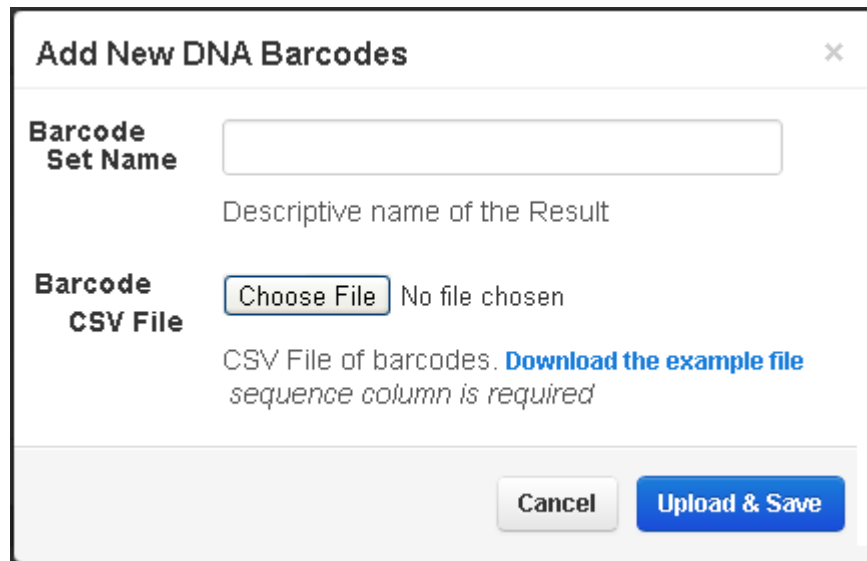 Add New DNA Barcodes ×
Barcode
Set Name
Descriptive name of the Result
Barcode
CSV File
Choose File No file chosen
CSV File of barcodes. Download the example file
sequence column is required
Cancel Upload & Save